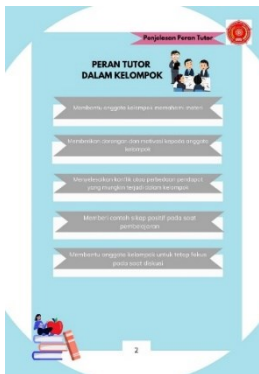 Penjelasan Peran Tutor
PERAN TUTOR
DALAM KELOMPOK
Membantu anggota kelompok memahami materi
Memberikan dorongan dan motivasi kepada anggota
kelompok
Menyelesaikan konflik atau perbedaan pendapat
yang mungkin terjadi dalam kelompok
Memberi contoh sikap positif pada saat
pembelajaran
Membantu anggota kelompok untuk tetap fokus
pada saat diskusi
2